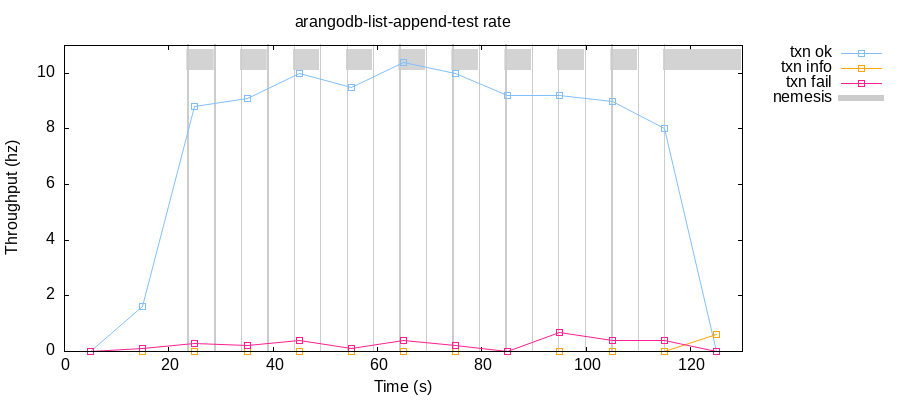 arangodb-list-append-test rate
txn ok
txn info
txn fail
nemesis
Throughput (hz)
10
8
6
4
2
0
0 20 40 60 80 100 120
Time (s)